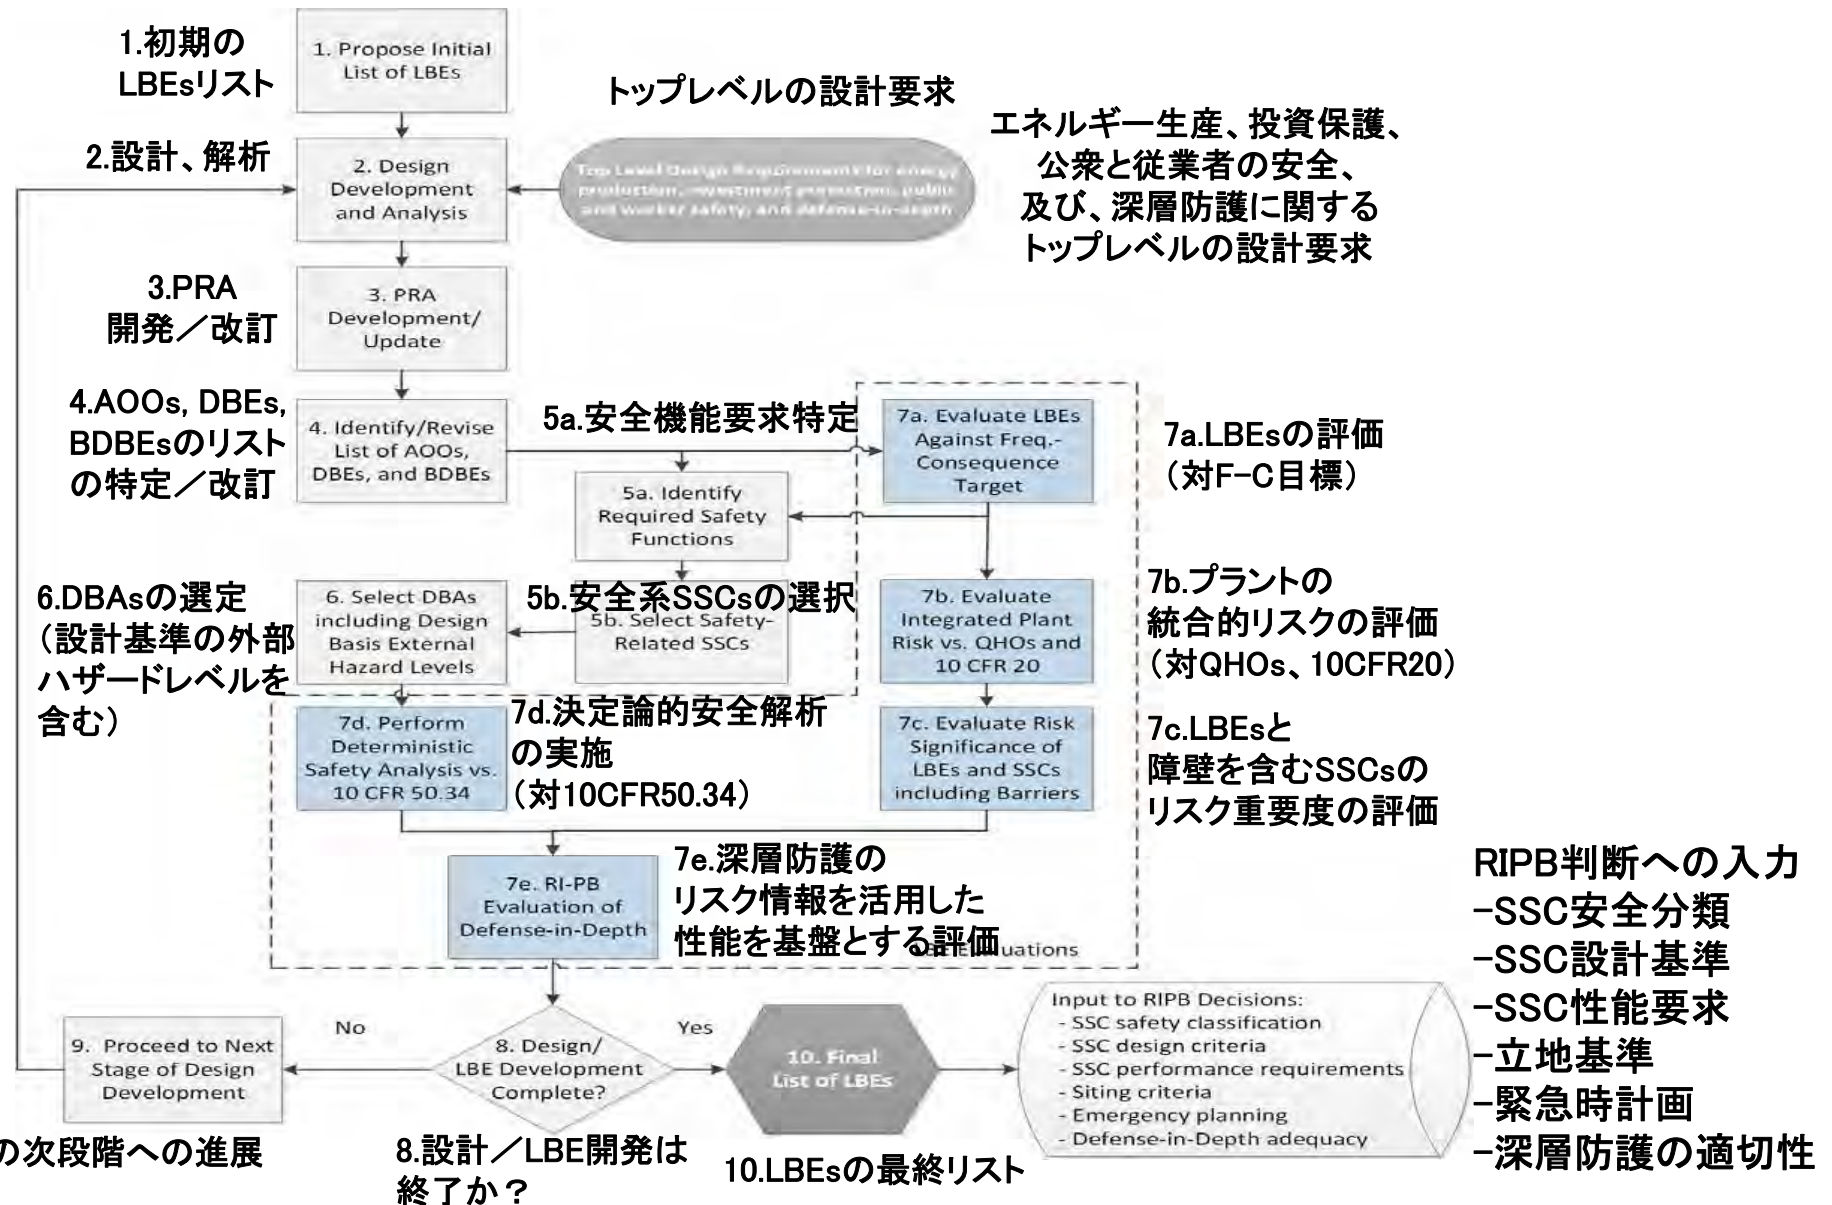 1.初期の
LBEsリスト
1. Propose Initial
List of LBEs
トップレベルの設計要求
2.設計、解析
2. Design
Development
and Analysis
Top Level Design Requirements for energy
production, investment protection, public
and worker safety, and defense-in-depth
エネルギー生産、投資保護、
公衆と従業者の安全、
及び、深層防護に関する
トップレベルの設計要求
3.PRA
開発／改訂
3. PRA
Development/
Update
4.AOOs, DBEs,
BDBEsのリスト
の特定／改訂
4. Identify/Revise
List of AOOs,
DBEs, and BDBEs
5a.安全機能要求特定
5a. Identify
Required Safety
Functions
7a. Evaluate LBEs
Against Freq.-
Consequence
Target
7a.LBEsの評価
（対F-C目標）
6.DBAsの選定
（設計基準の外部
ハザードレベルを
含む）
6. Select DBAs
including Design
Basis External
Hazard Levels
5b.安全系SSCsの選択
5b. Select Safety-
Related SSCs
7b. Evaluate
Integrated Plant
Risk vs. QHOs and
10 CFR 20
7b.プラントの
統合的リスクの評価
（対QHOs、10CFR20）
7d. Perform
Deterministic
Safety Analysis vs.
10 CFR 50.34
7d.決定論的安全解析
の実施
（対10CFR50.34）
7c. Evaluate Risk
Significance of
LBEs and SSCs
including Barriers
7c.LBEsと
障壁を含むSSCsの
リスク重要度の評価
7e. RI-PB
Evaluation of
Defense-in-Depth
7e.深層防護の
リスク情報を活用した
性能を基盤とする評価
RIPB判断への入力
-SSC安全分類
-SSC設計基準
-SSC性能要求
-立地基準
-緊急時計画
-深層防護の適切性
9. Proceed to Next
Stage of Design
Development
No
8. Design/
LBE Development
Complete?
Yes
10. Final
List of LBEs
Input to RIPB Decisions:
- SSC safety classification
- SSC design criteria
- SSC performance requirements
- Siting criteria
- Emergency planning
- Defense-in-Depth adequacy
の次段階への進展
8.設計／LBE開発は
終了か？
10.LBEsの最終リスト